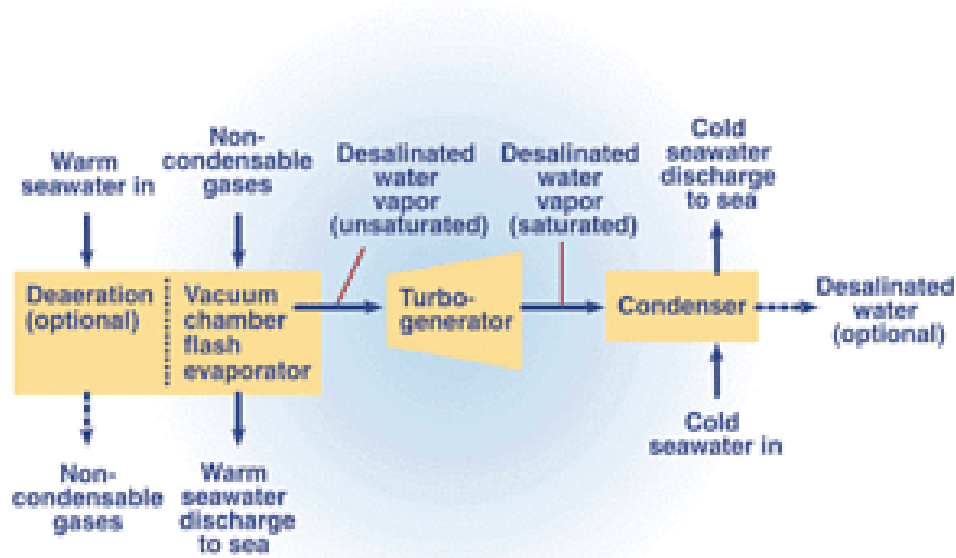 Warm
seawater in
Non-
condensable
gases
Desalinated
water
vapor
(unsaturated)
Desalinated
water
vapor
(saturated)
Cold
seawater
discharge
to sea
Deaeration
(optional)
Vacuum
chamber
flash
evaporator
Turbo-
generator
Condenser
Desalinated
water
(optional)
Non-
condensable
gases
Warm
seawater
discharge
to sea
Cold
seawater in